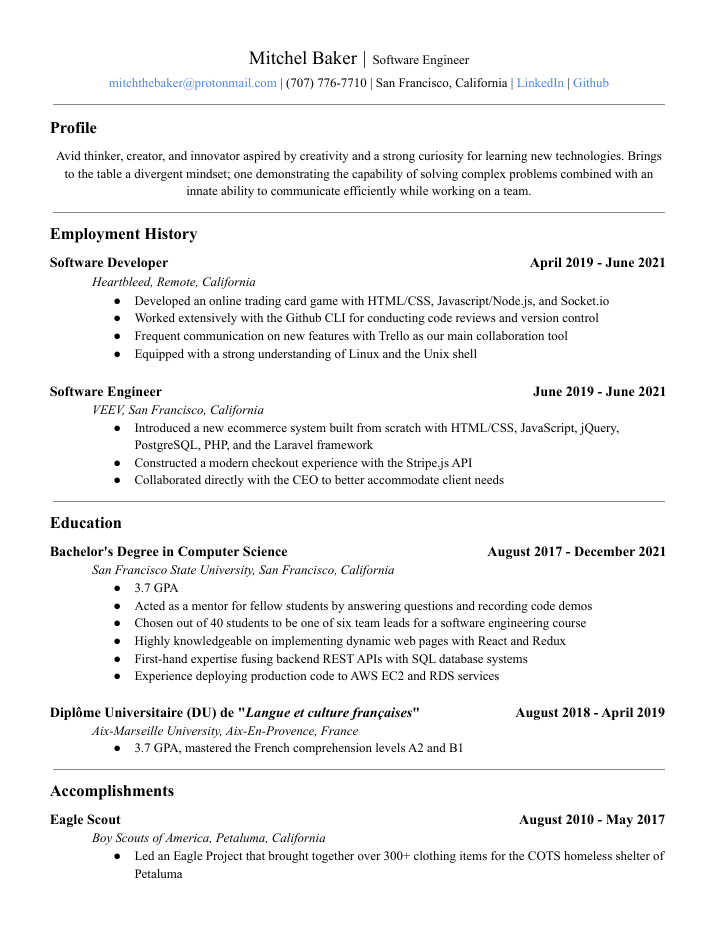 Mitchel Baker | Software Engineer
mitchthebaker@protonmail.com | (707) 776-7710 | San Francisco, California | LinkedIn | Github
Profile
Avid thinker, creator, and innovator aspired by creativity and a strong curiosity for learning new technologies. Brings
to the table a divergent mindset; one demonstrating the capability of solving complex problems combined with an
innate ability to communicate efficiently while working on a team.
Employment History
Software Developer April 2019 - June 2021
Heartbleed, Remote, California
● Developed an online trading card game with HTML/CSS, Javascript/Node.js, and Socket.io
● Worked extensively with the Github CLI for conducting code reviews and version control
● Frequent communication on new features with Trello as our main collaboration tool
● Equipped with a strong understanding of Linux and the Unix shell
Software Engineer June 2019 - June 2021
VEEV, San Francisco, California
● Introduced a new ecommerce system built from scratch with HTML/CSS, JavaScript, jQuery,
PostgreSQL, PHP, and the Laravel framework
● Constructed a modern checkout experience with the Stripe.js API
● Collaborated directly with the CEO to better accommodate client needs
Education
Bachelor's Degree in Computer Science August 2017 - December 2021
San Francisco State University, San Francisco, California
● 3.7 GPA
● Acted as a mentor for fellow students by answering questions and recording code demos
● Chosen out of 40 students to be one of six team leads for a software engineering course
● Highly knowledgeable on implementing dynamic web pages with React and Redux
● First-hand expertise fusing backend REST APIs with SQL database systems
● Experience deploying production code to AWS EC2 and RDS services
Diplôme Universitaire (DU) de "Langue et culture françaises" August 2018 - April 2019
Aix-Marseille University, Aix-En-Provence, France
● 3.7 GPA, mastered the French comprehension levels A2 and B1
Accomplishments
Eagle Scout August 2010 - May 2017
Boy Scouts of America, Petaluma, California
● Led an Eagle Project that brought together over 300+ clothing items for the COTS homeless shelter of
Petaluma